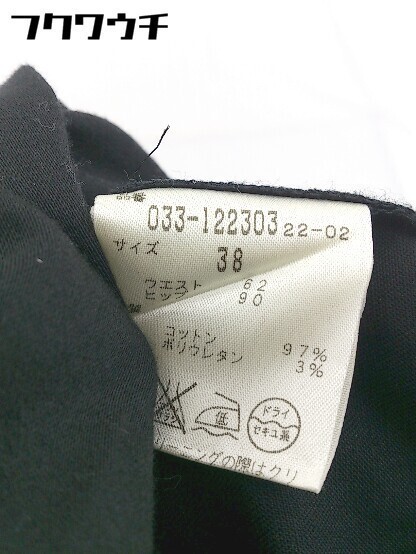 フクワウチ
品番
033-122303 22-02
サイズ
38
ウエスト 62
ヒップ 90
コットン 97%
ポリウレタン 3%
低
ドライ
セキユ系
リーニングの際はクリ